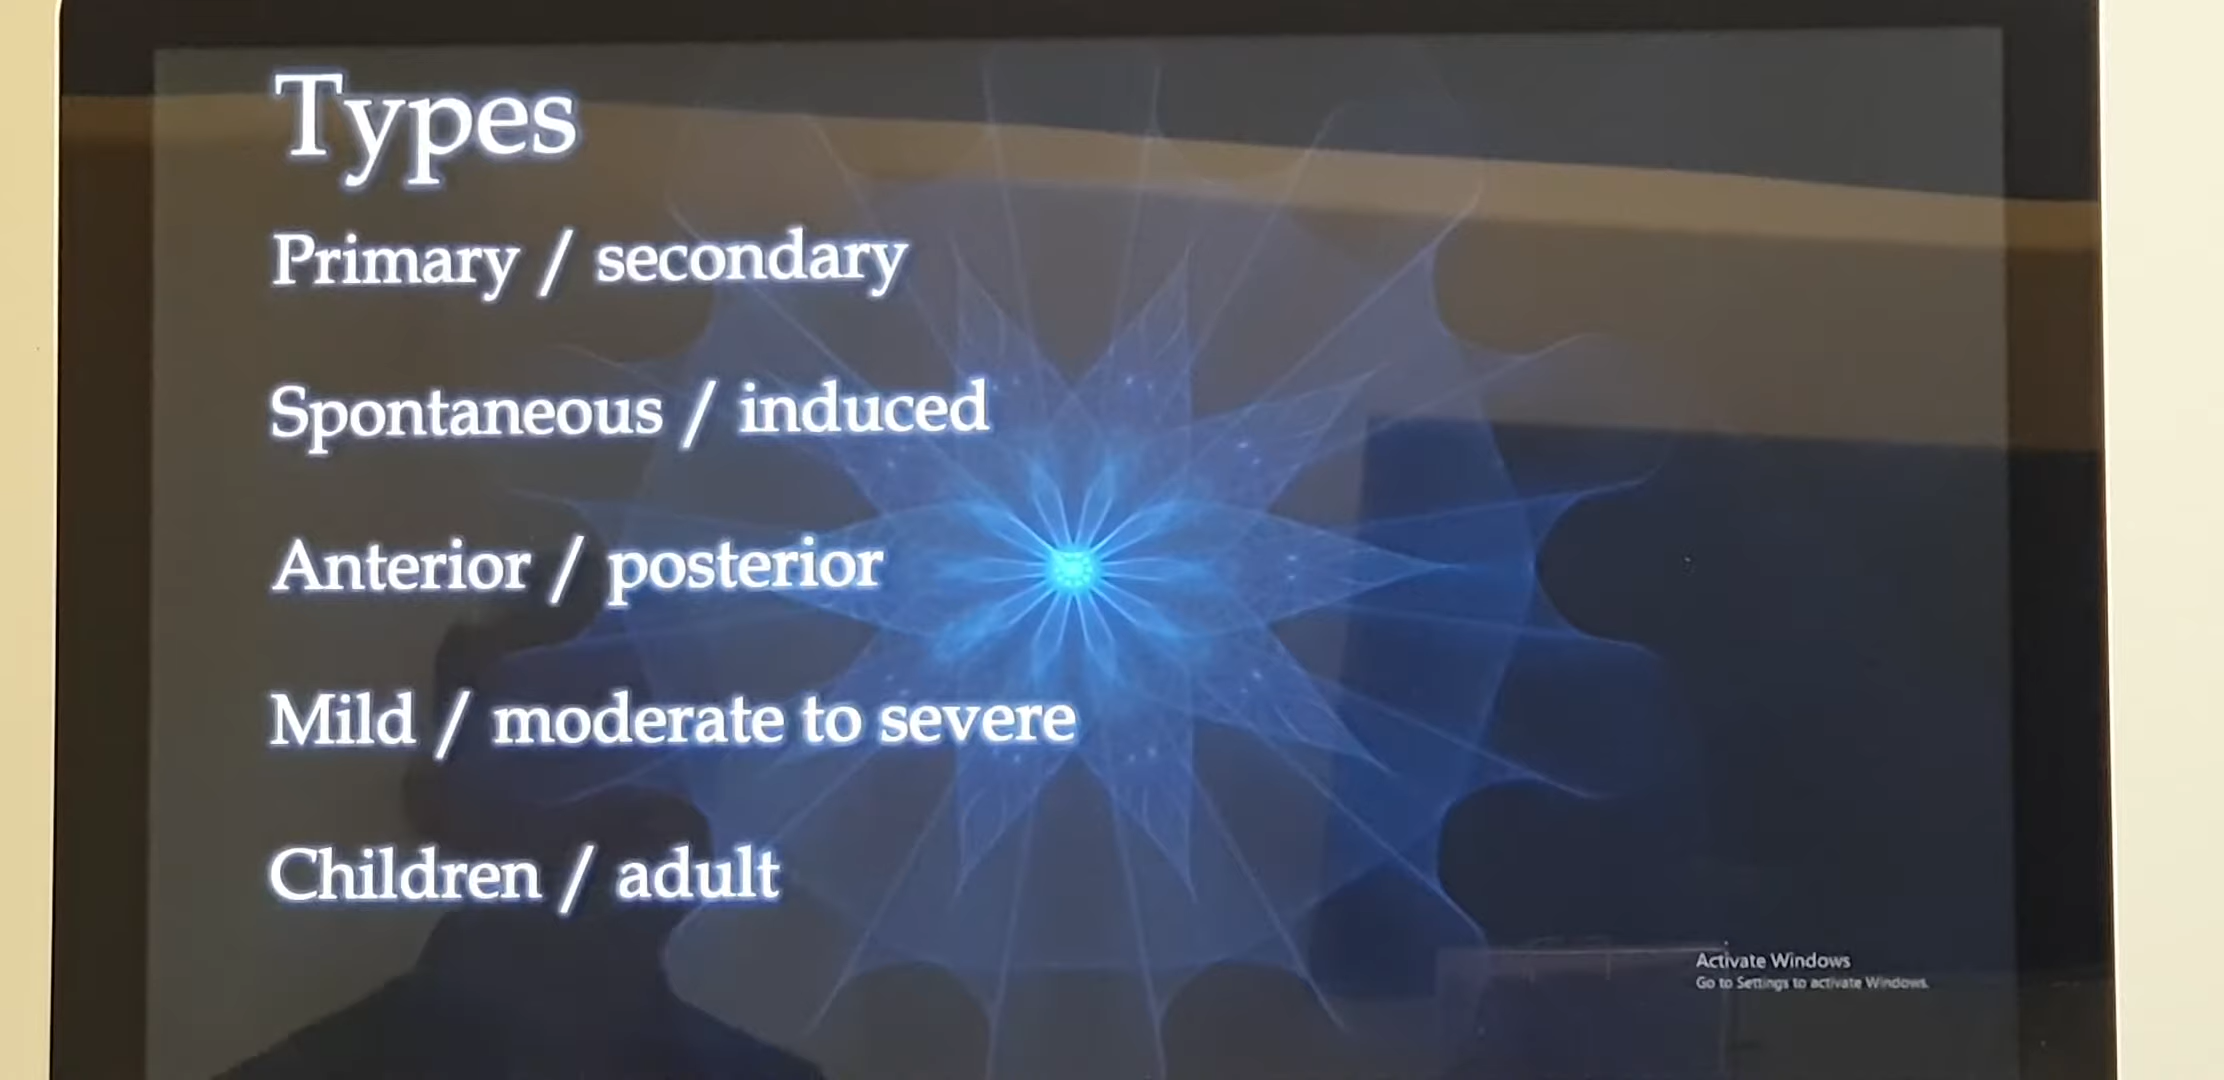 Types
Primary / secondary
Spontaneous / induced
Anterior / posterior
Mild / moderate to severe
Children / adult
Activate Windows
Go to Settings to activate Windows.